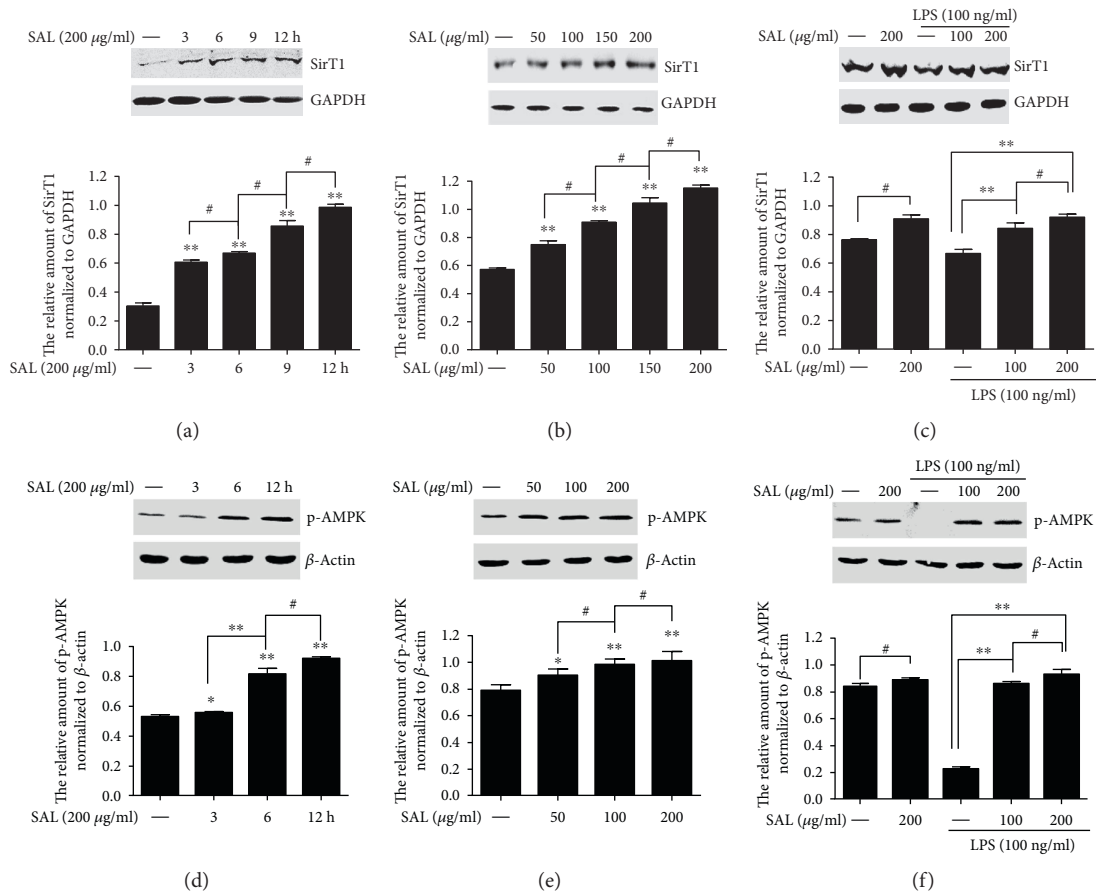 SAL (200 μg/ml) — 3 6 9 12 h
SirT1
GAPDH
The relative amount of SirT1
normalized to GAPDH
1.2
1.0
0.8
0.6
0.4
0.2
0.0
**
**
**
**
#
#
#
SAL (200 μg/ml) — 3 6 9 12 h
(a)
SAL (μg/ml) — 50 100 150 200
SirT1
GAPDH
The relative amount of SirT1
normalized to GAPDH
1.2
1.0
0.8
0.6
0.4
0.2
0.0
**
**
**
**
#
#
#
SAL (μg/ml) — 50 100 150 200
(b)
LPS (100 ng/ml)
SAL (μg/ml) — 200 — 100 200
SirT1
GAPDH
The relative amount of SirT1
normalized to GAPDH
1.2
1.0
0.8
0.6
0.4
0.2
0.0
#
**
**
#
SAL (μg/ml) — 200 — 100 200
LPS (100 ng/ml)
(c)
SAL (200 μg/ml) — 3 6 12 h
p-AMPK
β-Actin
The relative amount of p-AMPK
normalized to β-actin
1.0
0.8
0.6
0.4
0.2
0.0
*
**
**
**
#
SAL (200 μg/ml) — 3 6 12 h
(d)
SAL (μg/ml) — 50 100 200
p-AMPK
β-Actin
The relative amount of p-AMPK
normalized to β-actin
1.2
1.0
0.8
0.6
0.4
0.2
0.0
*
**
**
#
#
SAL (μg/ml) — 50 100 200
(e)
LPS (100 ng/ml)
SAL (μg/ml) — 200 — 100 200
p-AMPK
β-Actin
The relative amount of p-AMPK
normalized to β-actin
1.0
0.8
0.6
0.4
0.2
0.0
#
**
**
#
SAL (μg/ml) — 200 — 100 200
LPS (100 ng/ml)
(f)